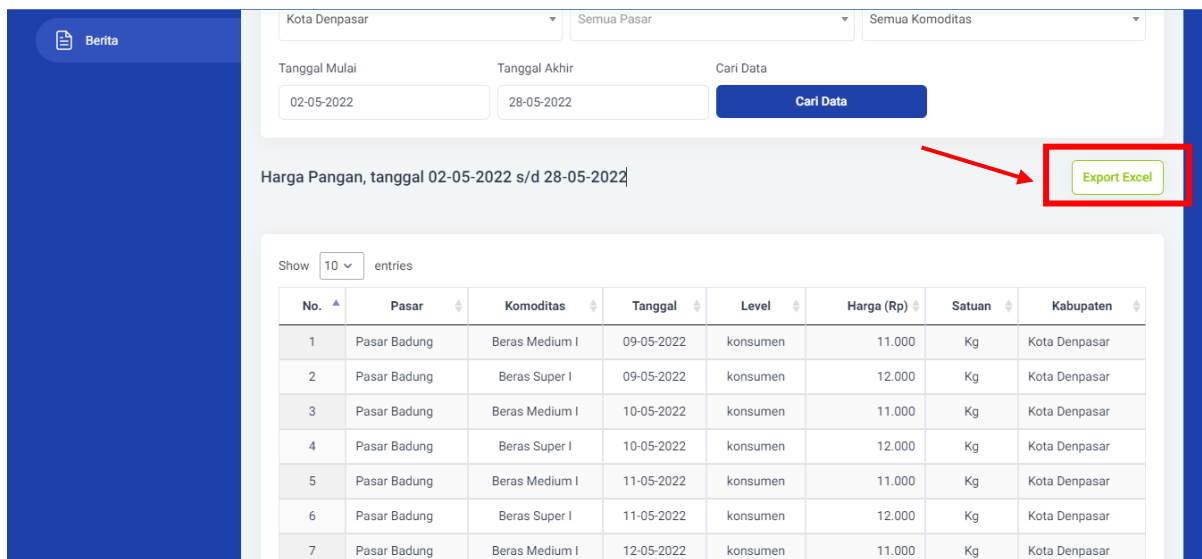 Kota Denpasar Semua Pasar Semua Komoditas
Berita
Tanggal Mulai Tanggal Akhir Cari Data
02-05-2022 28-05-2022 Cari Data
Harga Pangan, tanggal 02-05-2022 s/d 28-05-2022 Export Excel
Show 10 entries
No. Pasar Komoditas Tanggal Level Harga (Rp) Satuan Kabupaten
1 Pasar Badung Beras Medium I 09-05-2022 konsumen 11.000 Kg Kota Denpasar
2 Pasar Badung Beras Super I 09-05-2022 konsumen 12.000 Kg Kota Denpasar
3 Pasar Badung Beras Medium I 10-05-2022 konsumen 11.000 Kg Kota Denpasar
4 Pasar Badung Beras Super I 10-05-2022 konsumen 12.000 Kg Kota Denpasar
5 Pasar Badung Beras Medium I 11-05-2022 konsumen 11.000 Kg Kota Denpasar
6 Pasar Badung Beras Super I 11-05-2022 konsumen 12.000 Kg Kota Denpasar
7 Pasar Badung Beras Medium I 12-05-2022 konsumen 11.000 Kg Kota Denpasar